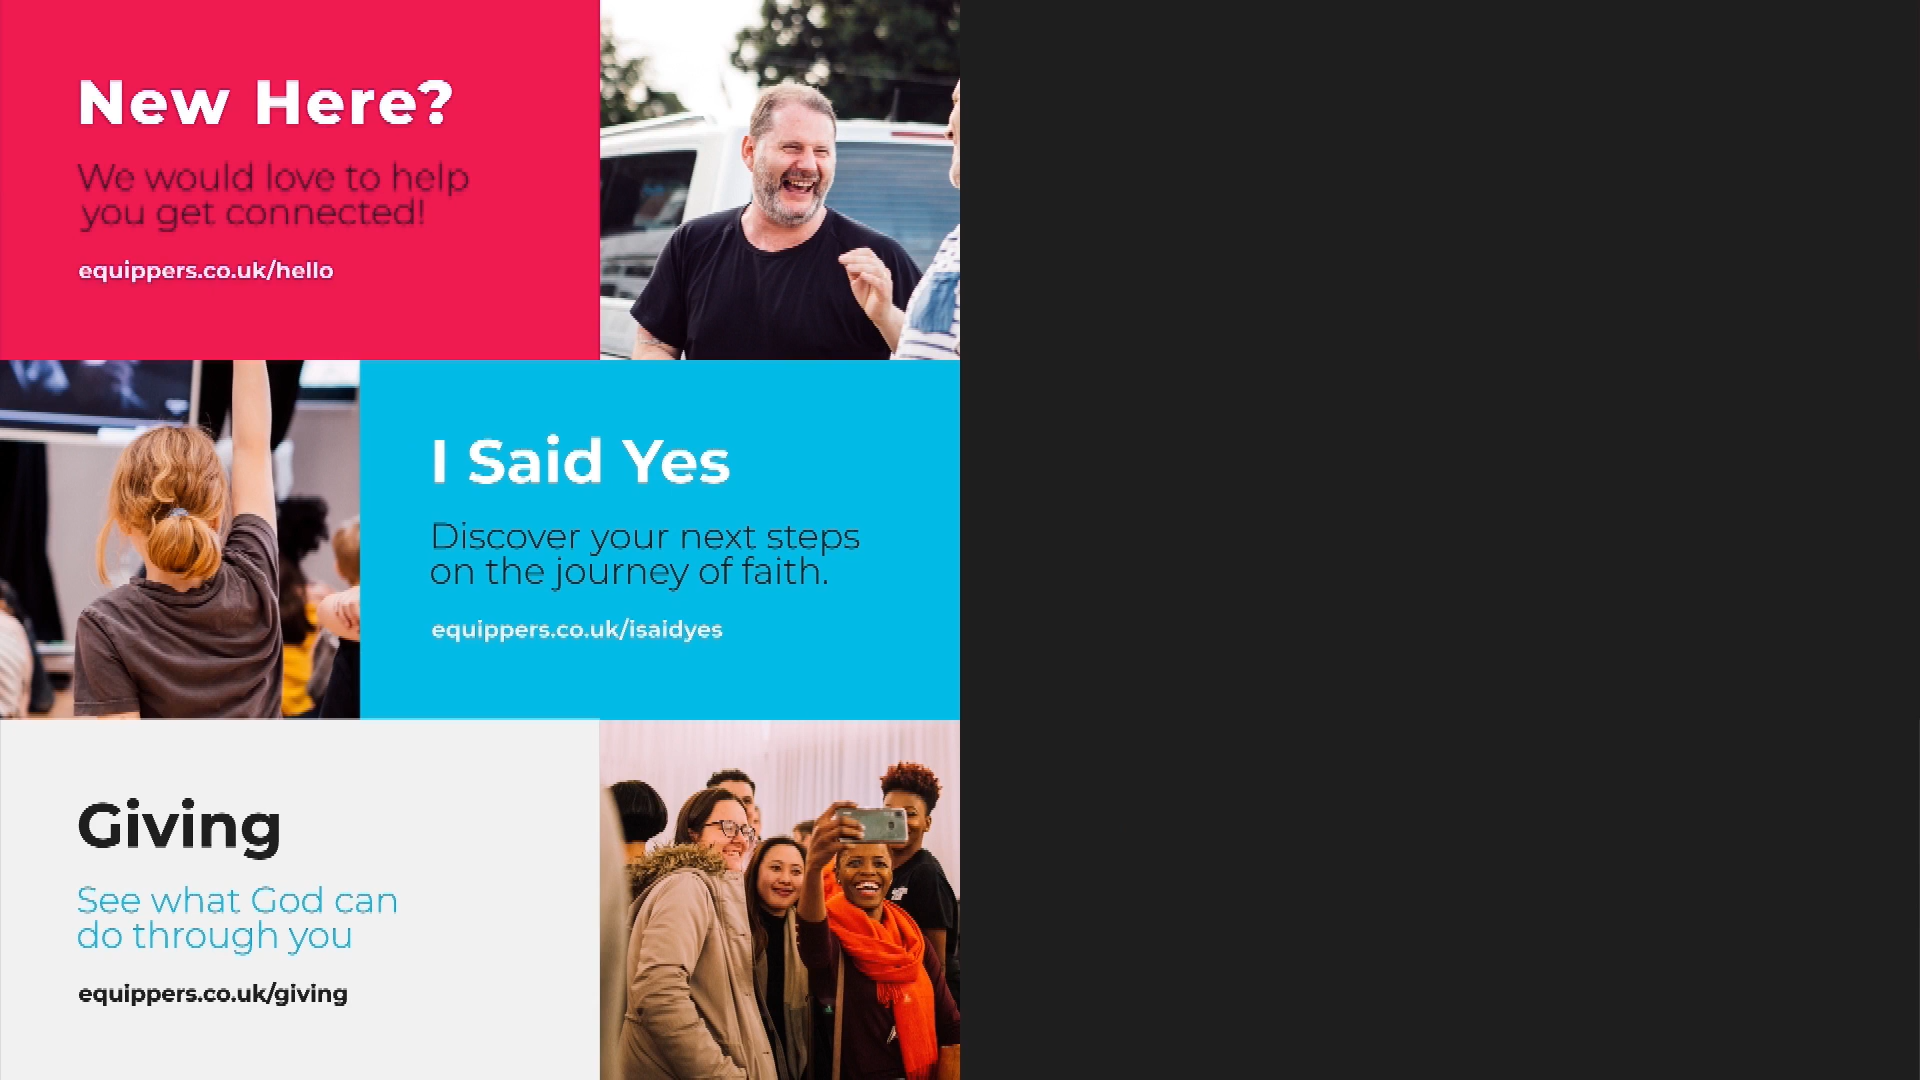 New Here?
We would love to help
you get connected!
equippers.co.uk/hello
I Said Yes
Discover your next steps
on the journey of faith.
equippers.co.uk/isaidyes
Giving
See what God can
do through you
equippers.co.uk/giving